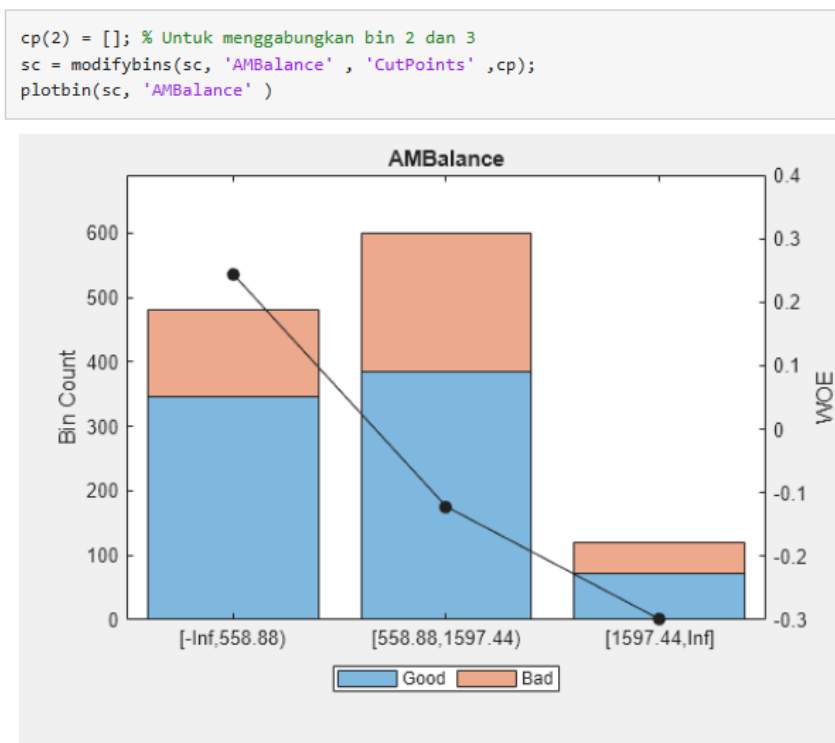 cp(2) = []; % Untuk menggabungkan bin 2 dan 3
sc = modifybins(sc, 'AMBalance' , 'CutPoints' ,cp);
plotbin(sc, 'AMBalance' )
AMBalance
600
500
400
300
200
100
0
Bin Count
0.4
0.3
0.2
0.1
0
-0.1
-0.2
-0.3
WOE
[-Inf,558.88)
[558.88,1597.44)
[1597.44,Inf]
Good
Bad